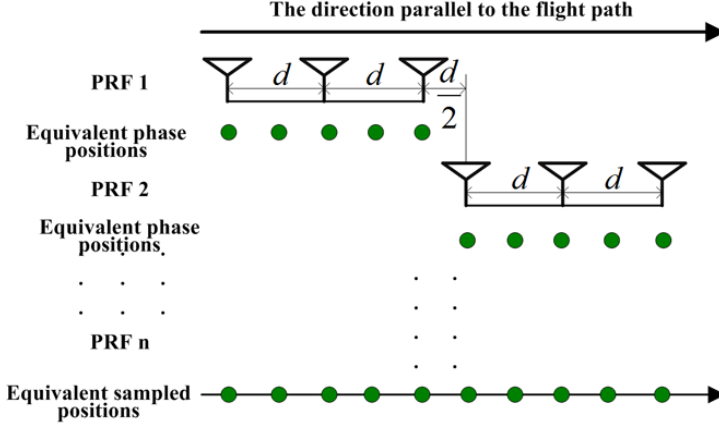 The direction parallel to the flight path
PRF 1
d
d
d
2
Equivalent phase
positions
PRF 2
d
d
Equivalent phase
positions
PRF n
Equivalent sampled
positions